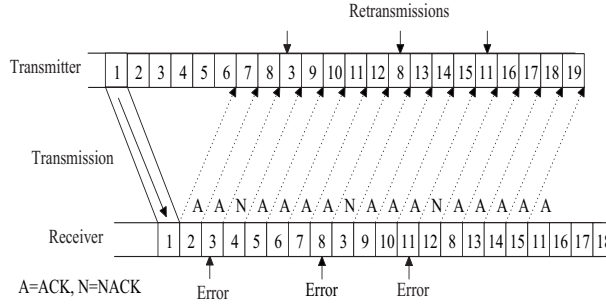 Retransmissions
Transmitter 1 2 3 4 5 6 7 8 3 9 10 11 12 8 13 14 15 11 16 17 18 19
Transmission
A A N A A A A N A A A N A A A A A
Receiver 1 2 3 4 5 6 7 8 3 9 10 11 12 8 13 14 15 11 16 17 18
A=ACK, N=NACK
Error Error Error